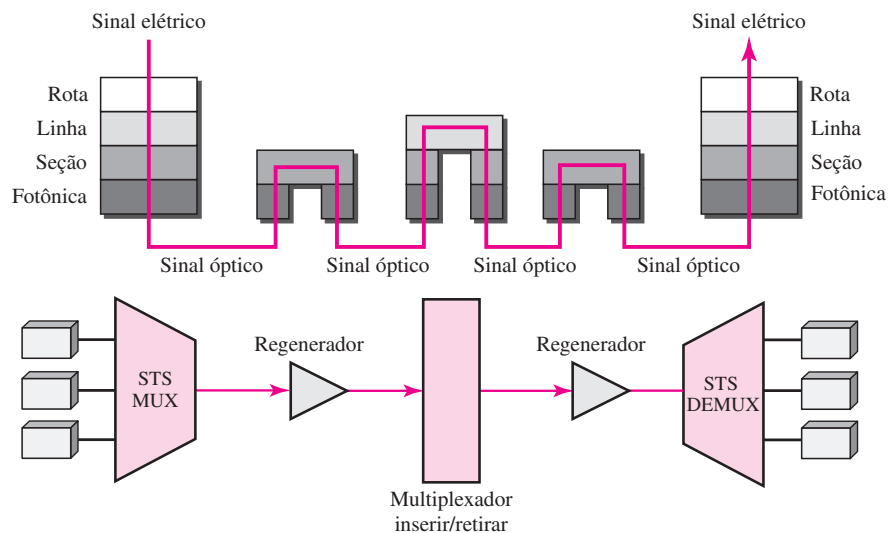 Sinal elétrico
Sinal elétrico
Rota
Linha
Seção
Fotônica
Rota
Linha
Seção
Fotônica
Sinal óptico
Sinal óptico
Sinal óptico
Sinal óptico
STS
MUX
Regenerador
Multiplexador
inserir/retirar
Regenerador
STS
DEMUX